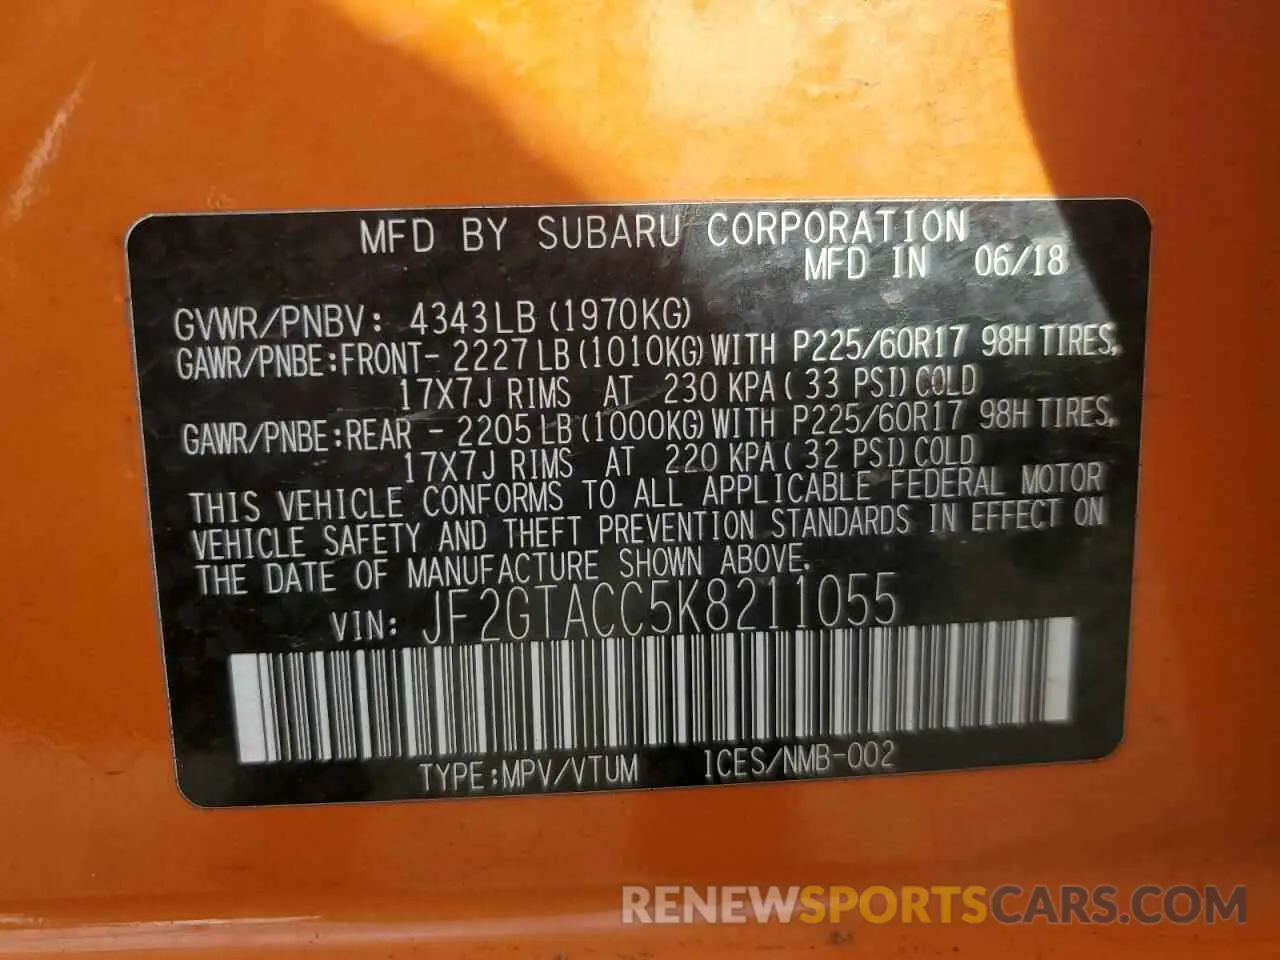 MFD BY SUBARU CORPORATION
MFD IN 06/18
GVWR/PNBV: 4343LB (1970KG)
GAWR/PNBE:FRONT- 2227LB(1010KG)WITH P225/60R17 98H TIRES,
17X7J RIMS AT 230 KPA( 33 PSI)COLD
GAWR/PNBE:REAR - 2205LB(1000KG)WITH P225/60R17 98H TIRES,
17X7J RIMS AT 220 KPA( 32 PSI)COLD
THIS VEHICLE CONFORMS TO ALL APPLICABLE FEDERAL MOTOR
VEHICLE SAFETY AND THEFT PREVENTION STANDARDS IN EFFECT ON
THE DATE OF MANUFACTURE SHOWN ABOVE.
VIN: JF2GTACC5K8211055
TYPE:MPV/VTUM ICES/NMB-002
RENEWSPORTSCARS.COM